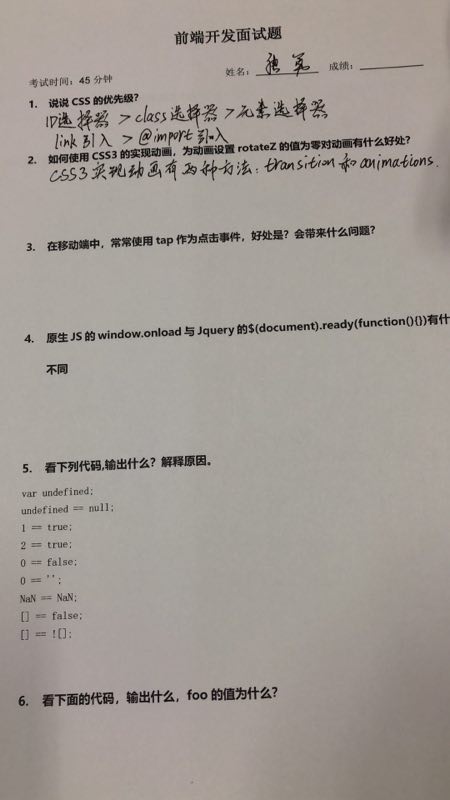 前端开发面试题
考试时间：45 分钟 姓名： 成绩：
1. 说说 CSS 的优先级？
ID选择器 > class选择器 > 元素选择器
link引入 > @import引入
2. 如何使用 CSS3 的实现动画，为动画设置 rotateZ 的值为零对动画有什么好处？
CSS3实现动画有两种方法：transition和animations.
3. 在移动端中，常常使用 tap 作为点击事件，好处是？会带来什么问题？
4. 原生 JS 的 window.onload 与 Jquery 的$(document).ready(function(){})有什
不同
5. 看下列代码,输出什么？解释原因。
var undefined;
undefined == null;
1 == true;
2 == true;
0 == false;
0 == '';
NaN == NaN;
[] == false;
[] == ![];
6. 看下面的代码，输出什么，foo 的值为什么？